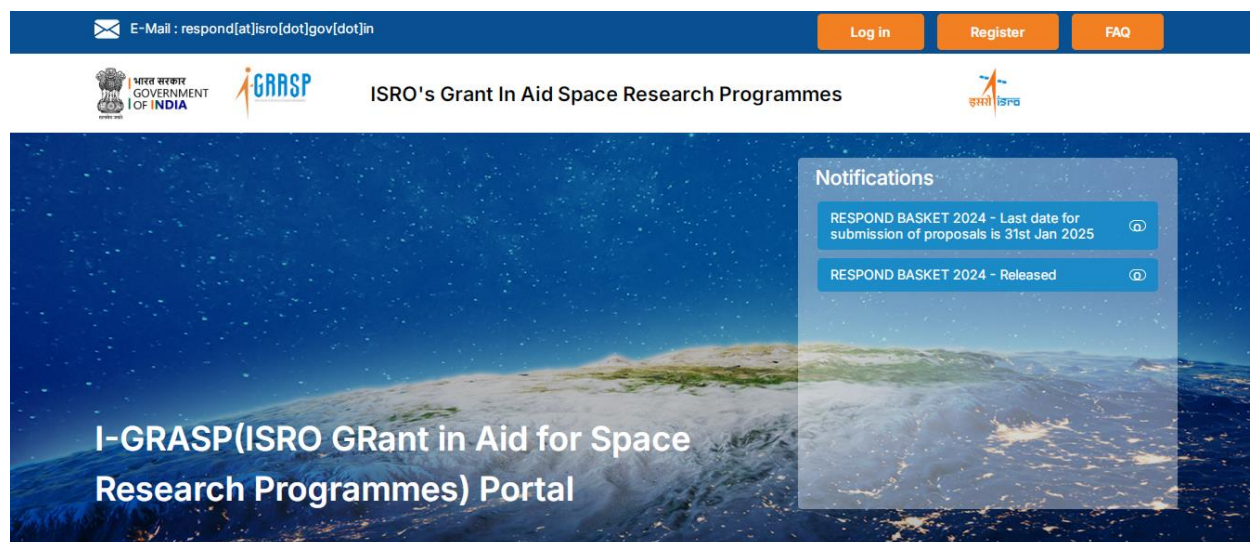 E-Mail : respond[at]isro[dot]gov[dot]in
Log in
Register
FAQ
भारत सरकार
GOVERNMENT
OF INDIA
i-GRASP
ISRO's Grant In Aid Space Research Programmes
इसरो isro
Notifications
RESPOND BASKET 2024 - Last date for
submission of proposals is 31st Jan 2025
RESPOND BASKET 2024 - Released
I-GRASP(ISRO GRant in Aid for Space
Research Programmes) Portal